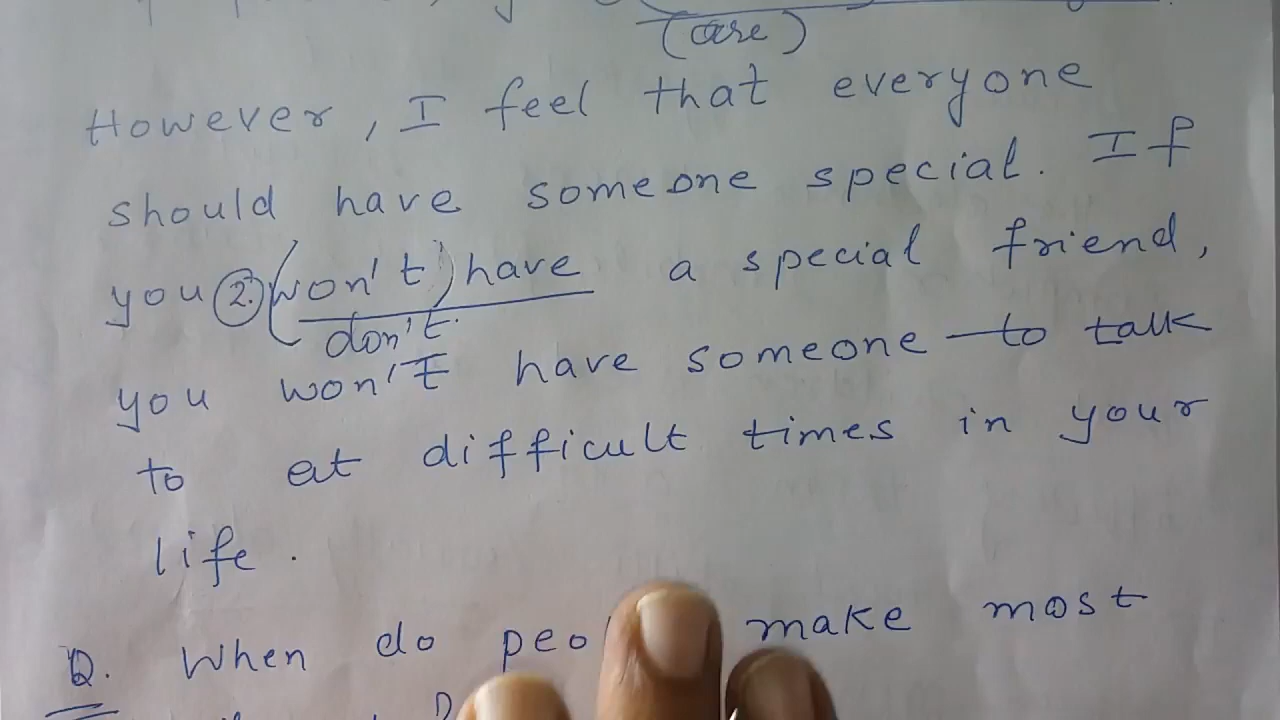 (are)
However, I feel that everyone
should have someone special. If
you 2. (won't) have a special friend,
don't.
you won't have someone to talk
to at difficult times in your
life.
Q. When do make most